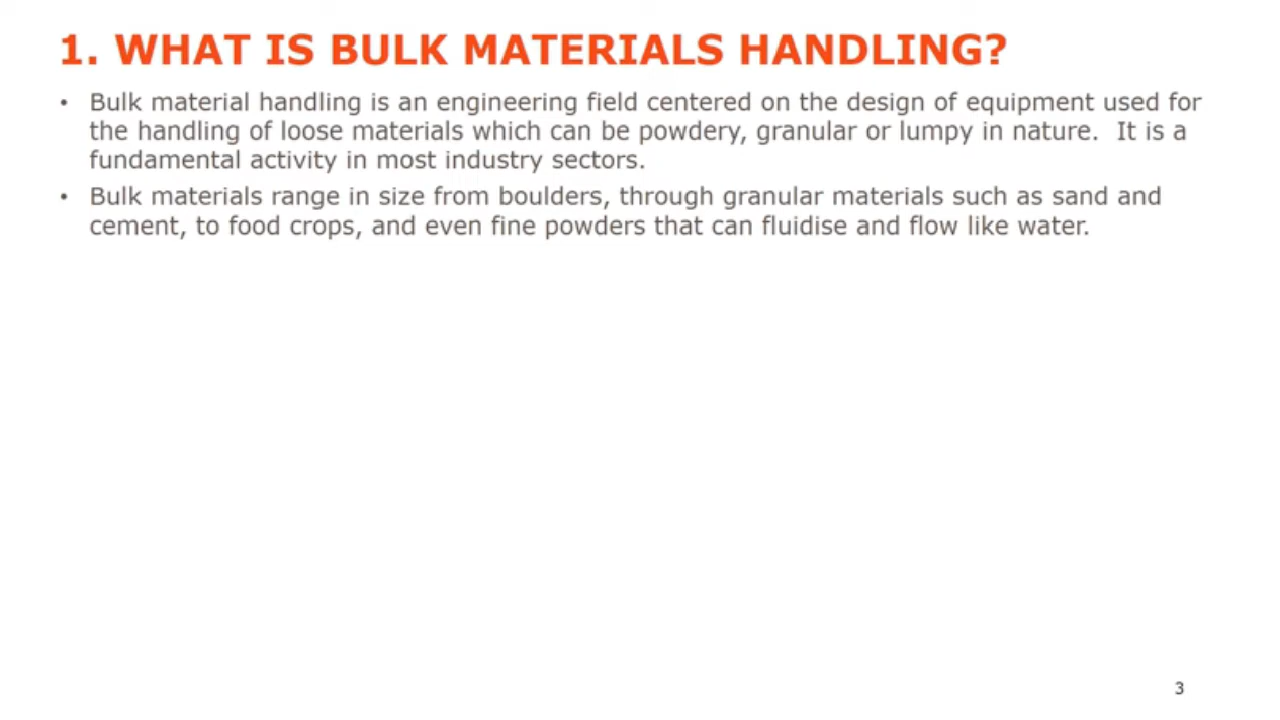 1. WHAT IS BULK MATERIALS HANDLING?
• Bulk material handling is an engineering field centered on the design of equipment used for
the handling of loose materials which can be powdery, granular or lumpy in nature.  It is a
fundamental activity in most industry sectors.
• Bulk materials range in size from boulders, through granular materials such as sand and
cement, to food crops, and even fine powders that can fluidise and flow like water.
3